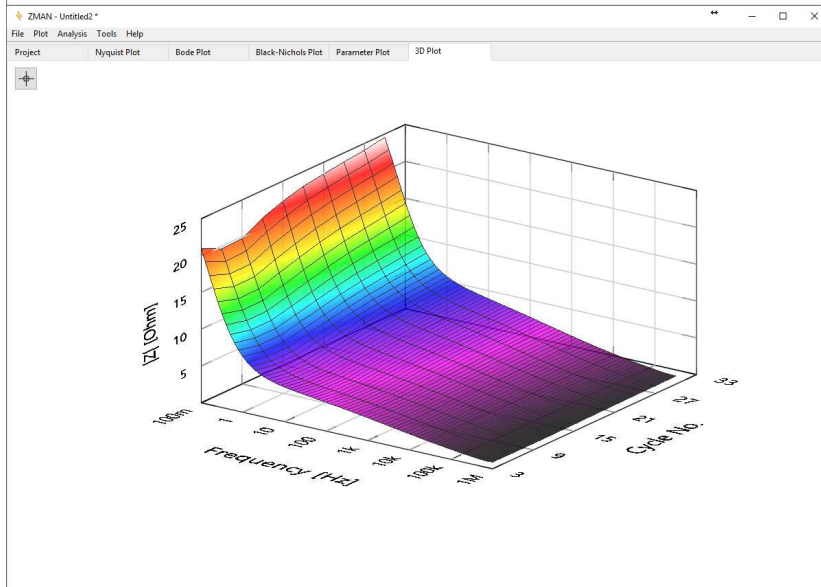 ZMAN - Untitled2 *
File Plot Analysis Tools Help
Project Nyquist Plot Bode Plot Black-Nichols Plot Parameter Plot 3D Plot
25
20
15
10
5
|Z| [Ohm]
100m 1 10 100 1k 10k 100k 1M
Frequency [Hz]
3 9 15 21 27 33
Cycle No.